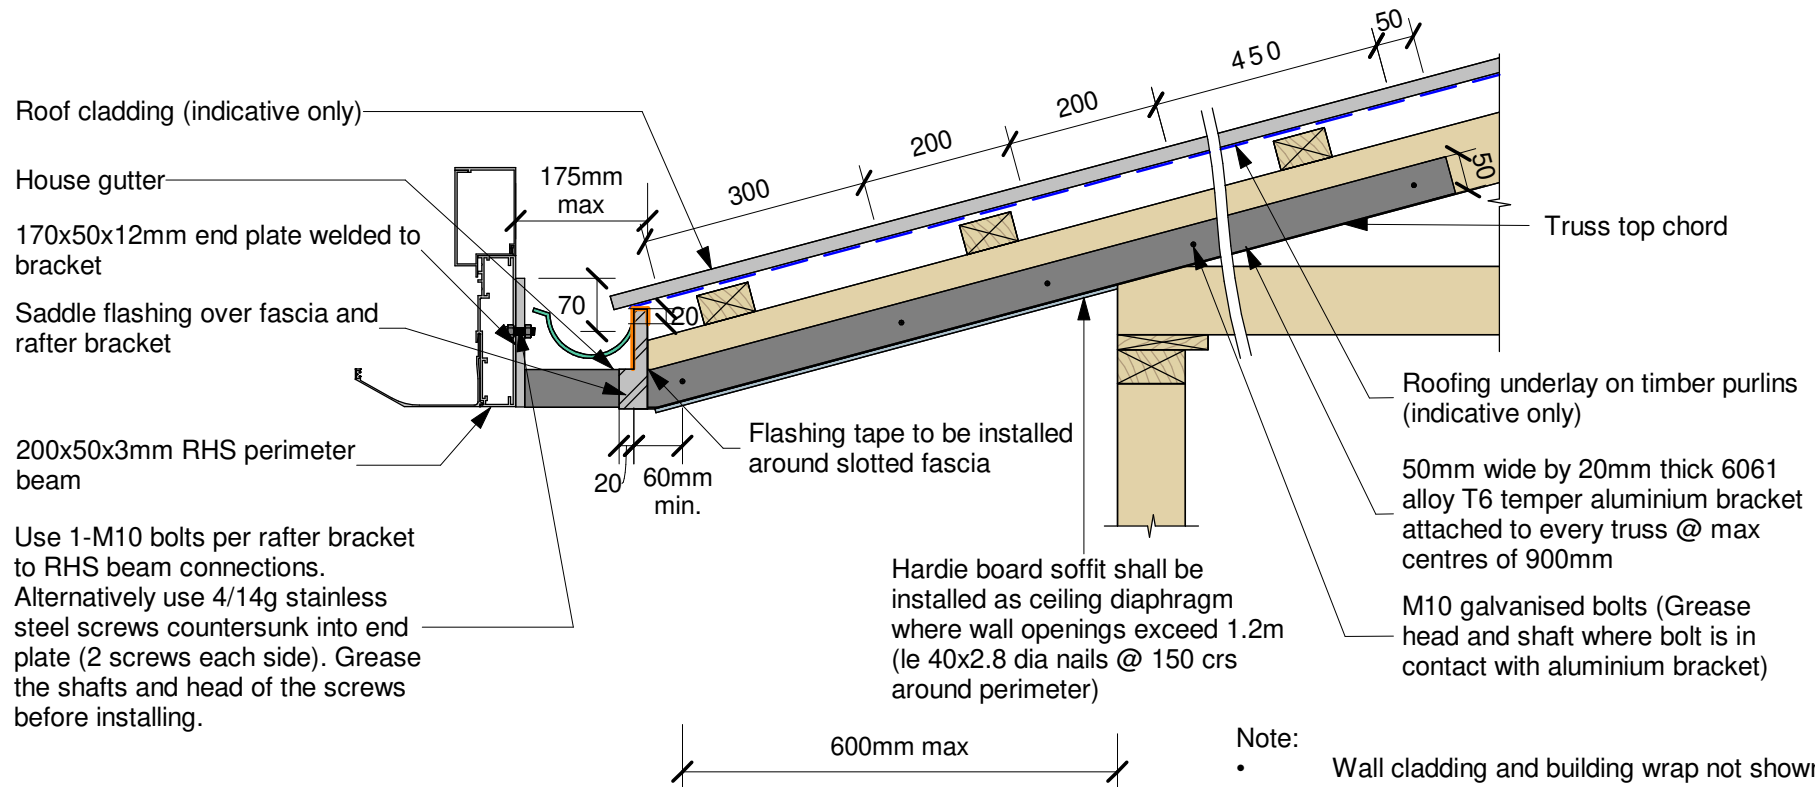 50
450
200
200
300
50
Roof cladding (indicative only)
House gutter
170x50x12mm end plate welded to
bracket
Saddle flashing over fascia and
rafter bracket
200x50x3mm RHS perimeter
beam
Use 1-M10 bolts per rafter bracket
to RHS beam connections.
Alternatively use 4/14g stainless
steel screws countersunk into end
plate (2 screws each side). Grease
the shafts and head of the screws
before installing.
175mm
max
70
20
20
60mm
min.
Flashing tape to be installed
around slotted fascia
Hardie board soffit shall be
installed as ceiling diaphragm
where wall openings exceed 1.2m
(Ie 40x2.8 dia nails @ 150 crs
around perimeter)
600mm max
Truss top chord
Roofing underlay on timber purlins
(indicative only)
50mm wide by 20mm thick 6061
alloy T6 temper aluminium bracket
attached to every truss @ max
centres of 900mm
M10 galvanised bolts (Grease
head and shaft where bolt is in
contact with aluminium bracket)
Note:
• Wall cladding and building wrap not shown